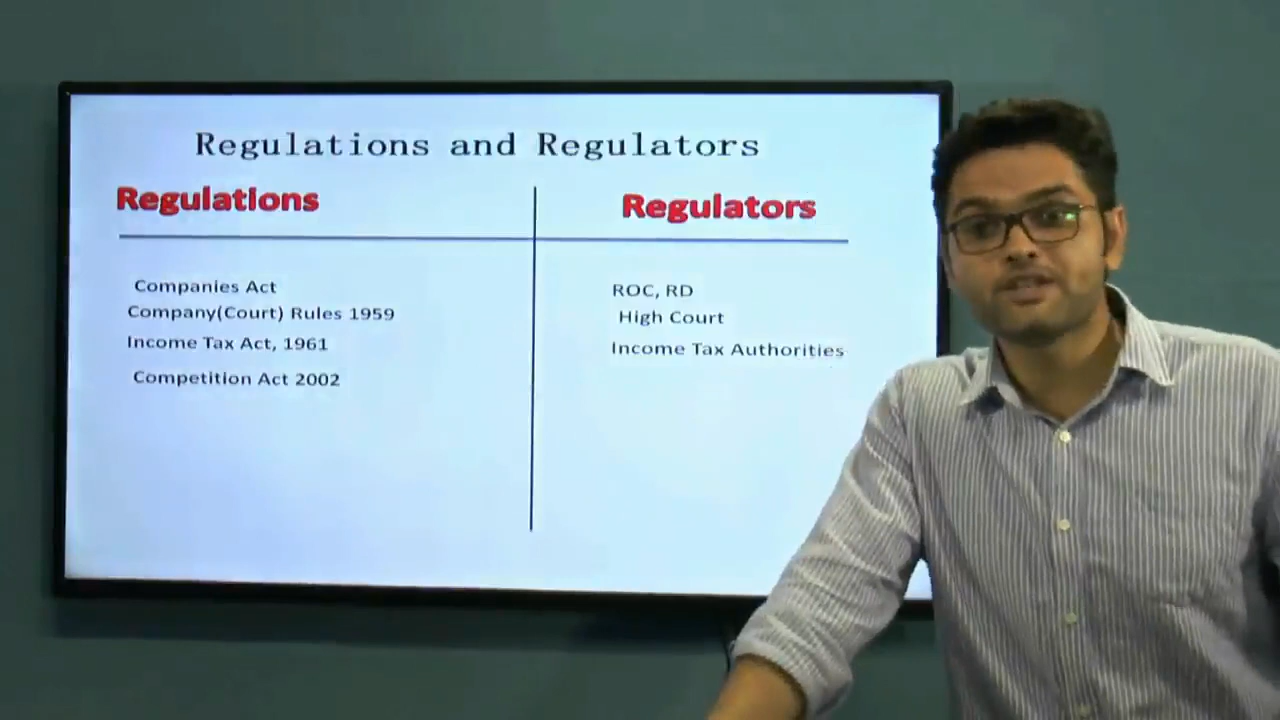 Regulations and Regulators
Regulations
Regulators
Companies Act
Company(Court) Rules 1959
Income Tax Act, 1961
Competition Act 2002
ROC, RD
High Court
Income Tax Authorities